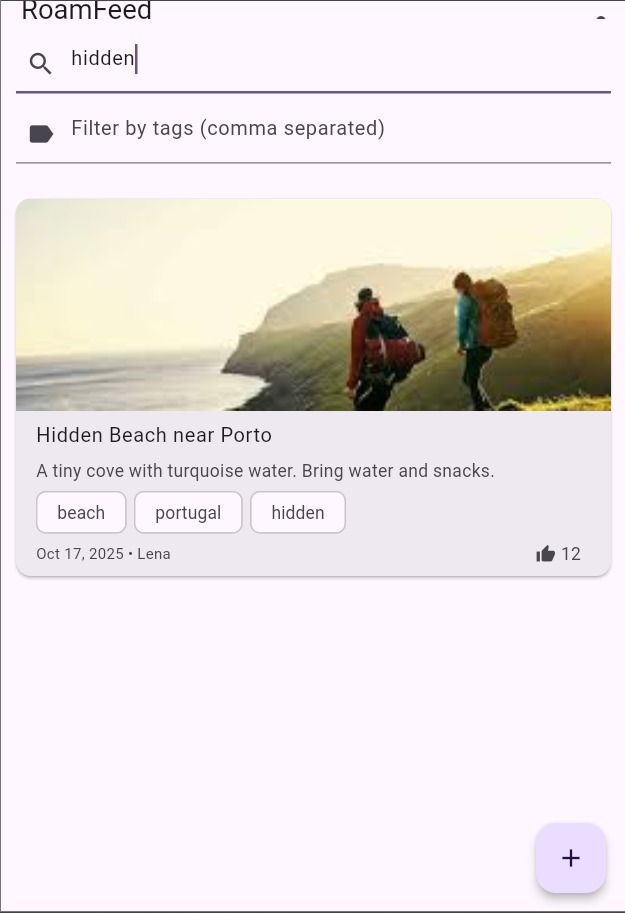 RoamFeed
hidden
Filter by tags (comma separated)
Hidden Beach near Porto
A tiny cove with turquoise water. Bring water and snacks.
beach portugal hidden
Oct 17, 2025 • Lena 12